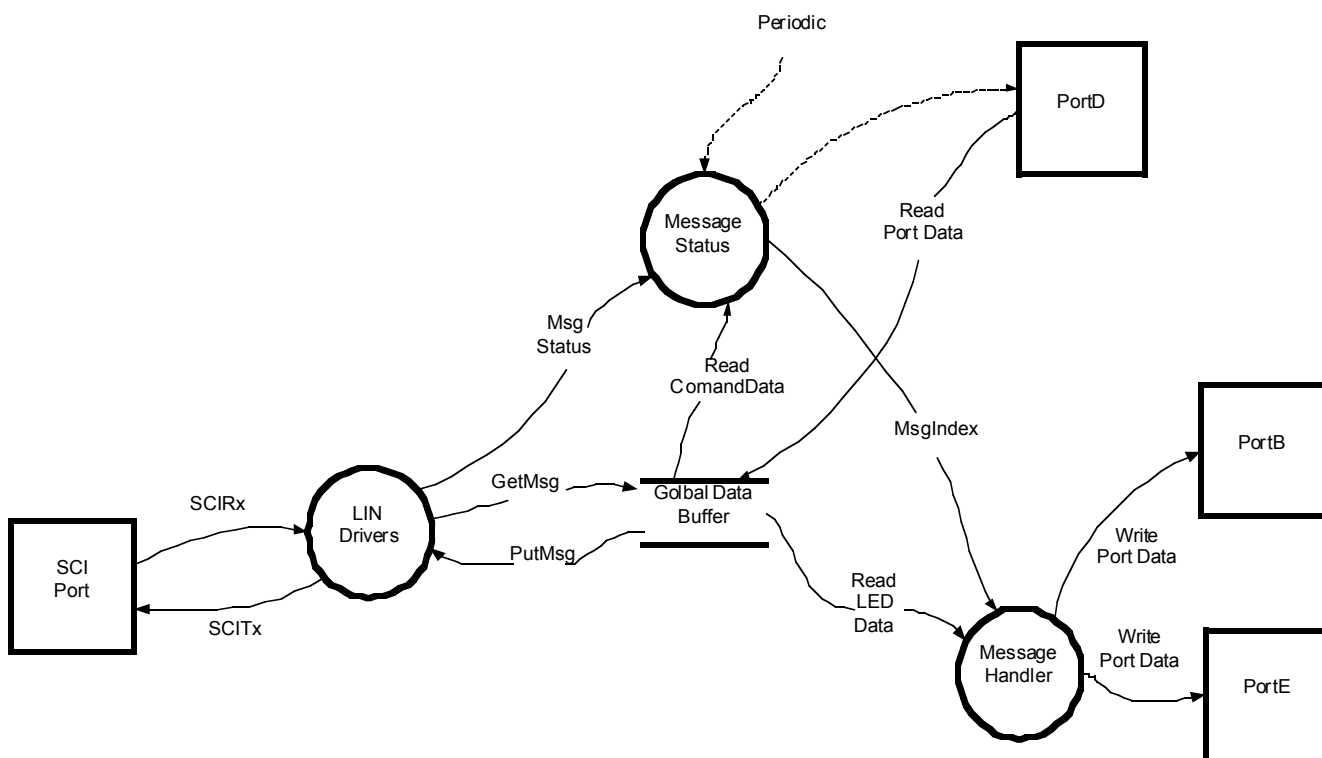 Periodic
PortD
Message
Status
Read
Port Data
Msg
Status
Read
ComandData
MsgIndex
PortB
GetMsg
Golbal Data
Buffer
SCIRx
LIN
Drivers
PutMsg
Write
Port Data
SCI
Port
SCITx
Read
LED
Data
Write
Port Data
Message
Handler
PortE